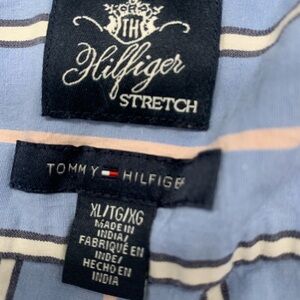 TH
Hilfiger
STRETCH
TOMMY HILFIGER
XL/TG/XG
MADE IN
INDIA/
FABRIQUÉ EN
INDE/
HECHO EN
INDIA